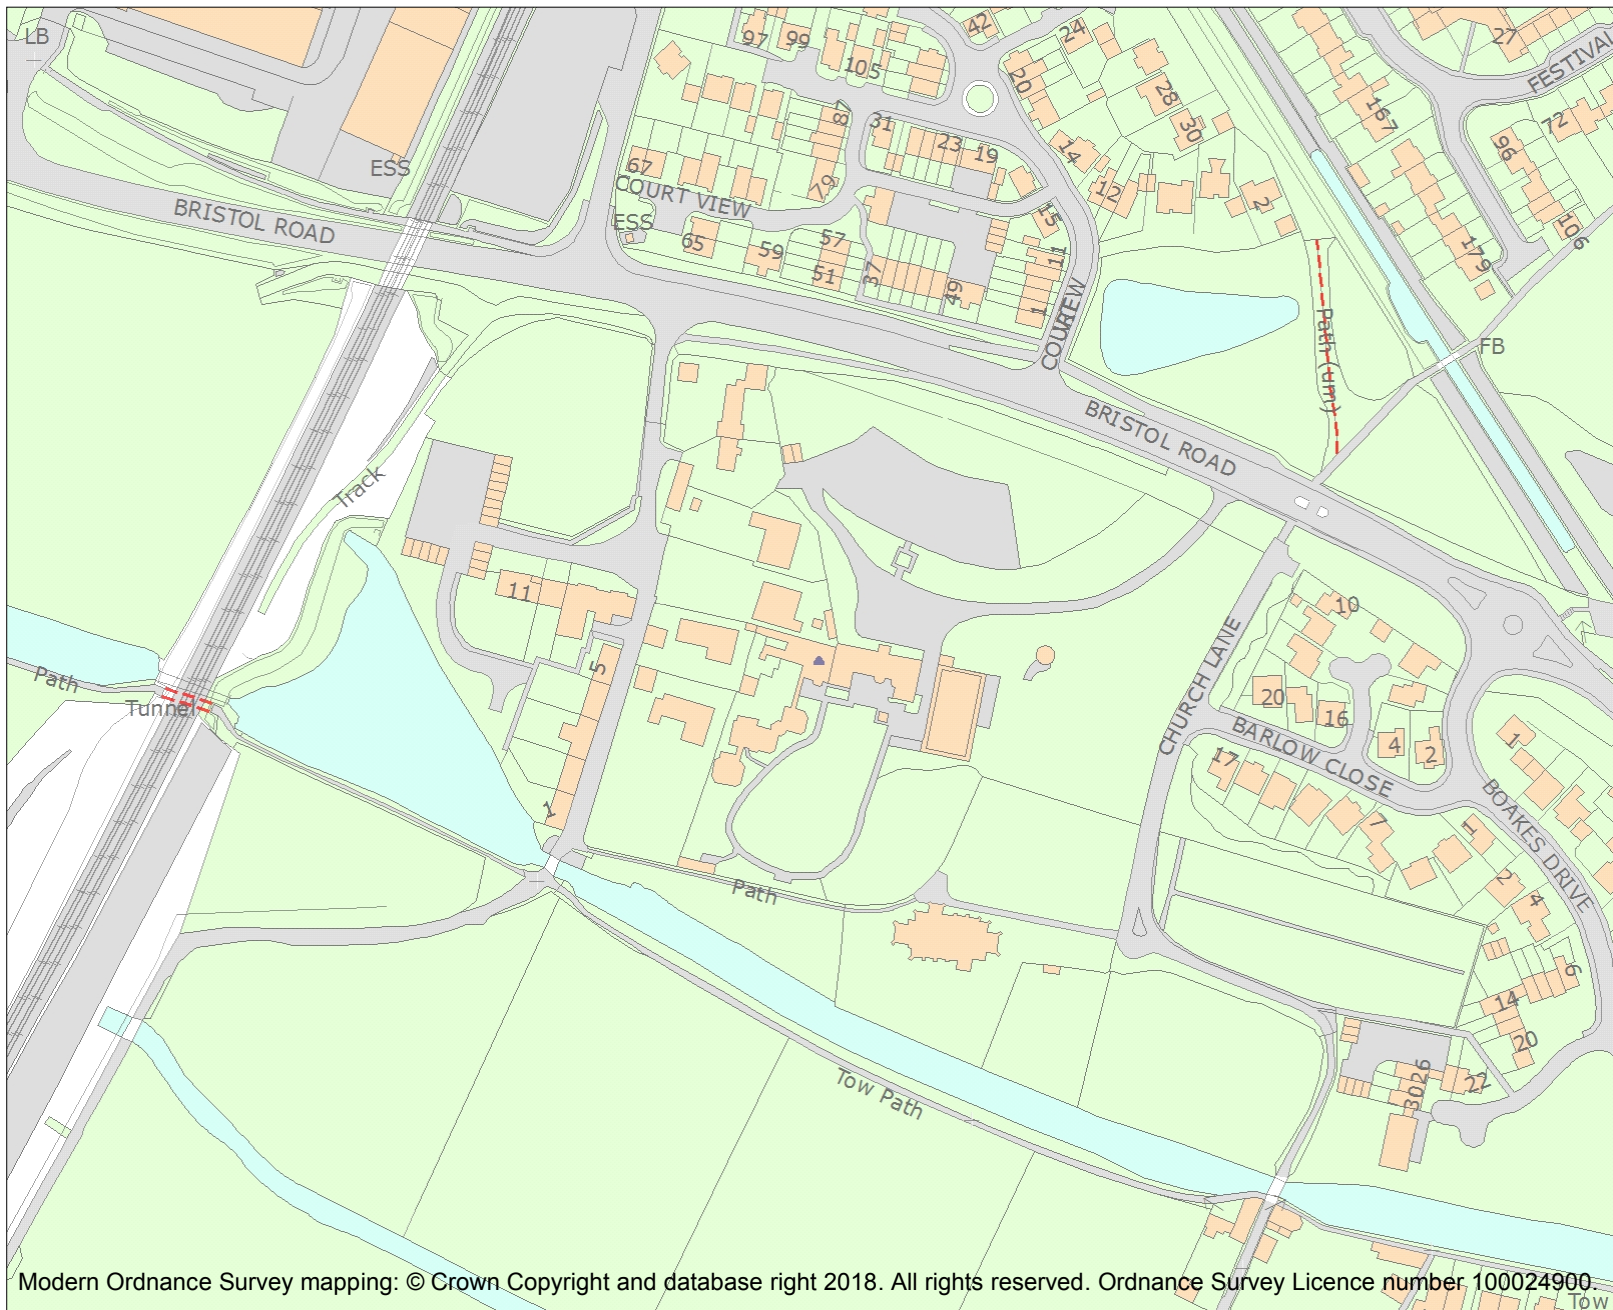 LB
97
99
105
42
24
27
FESTIVAL
20
28
167
87
31
23
19
14
30
72
96
ESS
67
79
12
2
BRISTOL ROAD
COURT VIEW
ESS
65
59
57
51
37
49
15
11
1
106
179
COURT VIEW
Path (um)
FB
BRISTOL ROAD
Track
11
10
5
CHURCH LANE
Path
Tunnel
20
16
4
2
1
BARLOW CLOSE
17
7
1
BOAKES DRIVE
1
2
4
Path
6
14
20
Tow Path
3026
22
Modern Ordnance Survey mapping: © Crown Copyright and database right 2018. All rights reserved. Ordnance Survey Licence number 100024900.
Tow